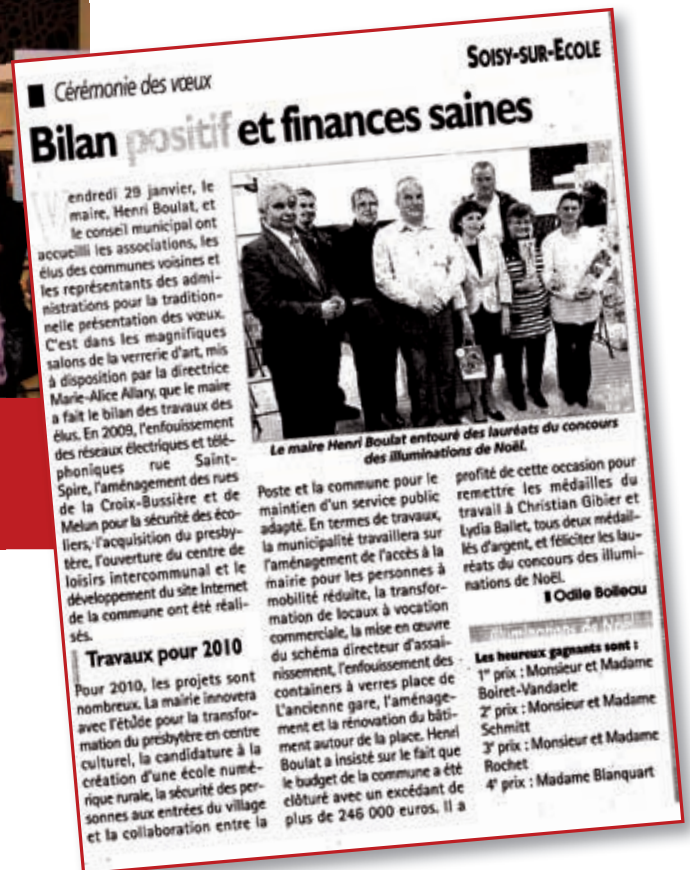 Cérémonie des vœux
SOISY-SUR-ECOLE
Bilan positif et finances saines
Vendredi 29 janvier, le
maire, Henri Boulat, et
le conseil municipal ont
accueilli les associations, les
élus des communes voisines et
les représentants des admi-
nistrations pour la tradition-
nelle présentation des vœux.
C'est dans les magnifiques
salons de la verrerie d'art, mis
à disposition par la directrice
Marie-Alice Allary, que le maire
a fait le bilan des travaux des
élus. En 2009, l'enfouissement
des réseaux électriques et télé-
phoniques rue Saint-
Spire, l'aménagement des rues
de la Croix-Bussière et de
Melun pour la sécurité des éco-
liers, l'acquisition du presby-
tère, l'ouverture du centre de
loisirs intercommunal et le
développement du site Internet
de la commune ont été réali-
sés.
Travaux pour 2010
Pour 2010, les projets sont
nombreux. La mairie innovera
avec l'étude pour la transfor-
mation du presbytère en centre
culturel, la candidature à la
création d'une école numé-
rique rurale, la sécurité des per-
sonnes aux entrées du village
et la collaboration entre la
Le maire Henri Boulat entouré des lauréats du concours
des illuminations de Noël.
Poste et la commune pour le
maintien d'un service public
adapté. En termes de travaux,
la municipalité travaillera sur
l'aménagement de l'accès à la
mairie pour les personnes à
mobilité réduite, la transfor-
mation de locaux à vocation
commerciale, la mise en œuvre
du schéma directeur d'assai-
nissement, l'enfouissement des
containers à verres place de
L'ancienne gare, l'aménage-
ment et la rénovation du bâti-
ment autour de la place. Henri
Boulat a insisté sur le fait que
le budget de la commune a été
clôturé avec un excédant de
plus de 246 000 euros. Il a
profité de cette occasion pour
remettre les médailles du
travail à Christian Gibier et
Lydia Ballet, tous deux médail-
lés d'argent, et féliciter les lau-
réats du concours des illumi-
nations de Noël.
Odile Boileau
Illuminations de Noël
Les heureux gagnants sont :
1er prix : Monsieur et Madame
Boiret-Vandaele
2e prix : Monsieur et Madame
Schmitt
3e prix : Monsieur et Madame
Rochet
4e prix : Madame Blanquart